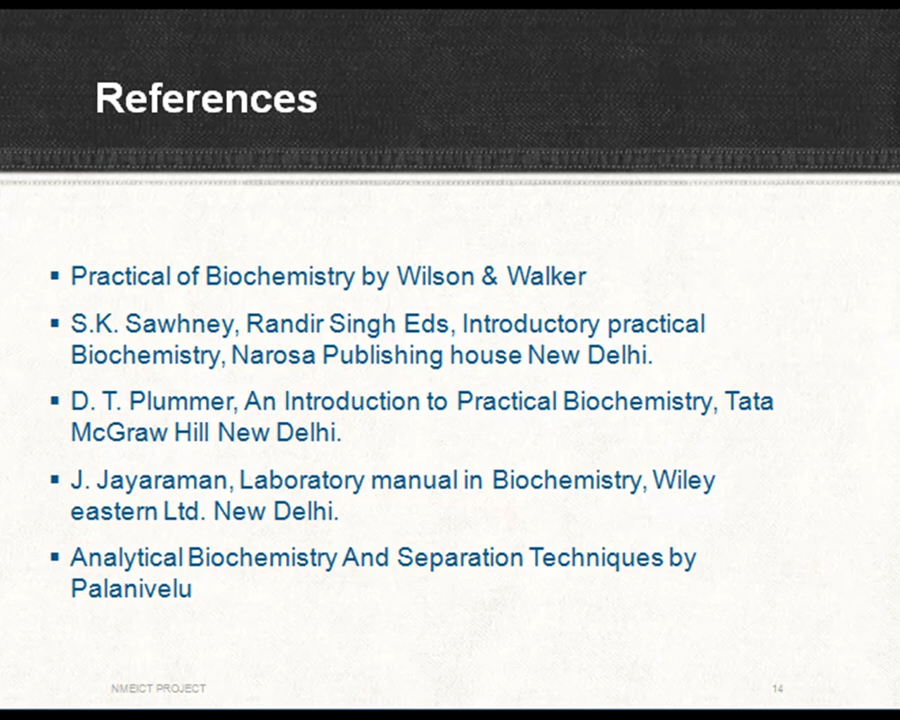 References
▪ Practical of Biochemistry by Wilson & Walker
▪ S.K. Sawhney, Randir Singh Eds, Introductory practical
Biochemistry, Narosa Publishing house New Delhi.
▪ D. T. Plummer, An Introduction to Practical Biochemistry, Tata
McGraw Hill New Delhi.
▪ J. Jayaraman, Laboratory manual in Biochemistry, Wiley
eastern Ltd. New Delhi.
▪ Analytical Biochemistry And Separation Techniques by
Palanivelu
NMEICT PROJECT 14